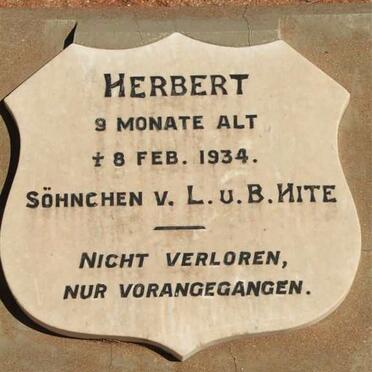 HERBERT
9 MONATE ALT
✝ 8 FEB. 1934.
SÖHNCHEN V. L. U. B. HITE
NICHT VERLOREN,
NUR VORANGEGANGEN.